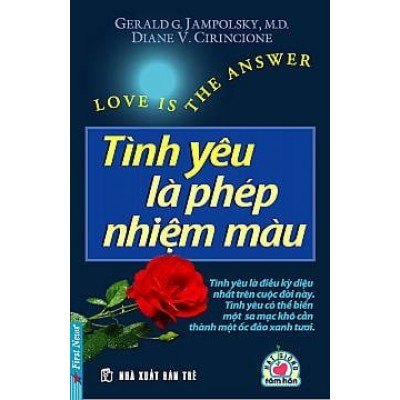 GERALD G. JAMPOLSKY, M.D.
DIANE V. CIRINCIONE
LOVE IS THE ANSWER
Tình yêu
là phép
nhiệm màu
Tình yêu là điều kỳ diệu
nhất trên cuộc đời này.
Tình yêu có thể biến
một sa mạc khô cằn
thành một ốc đảo xanh tươi.
First News
NHÀ XUẤT BẢN TRẺ
HẠT GIỐNG
tâm hồn